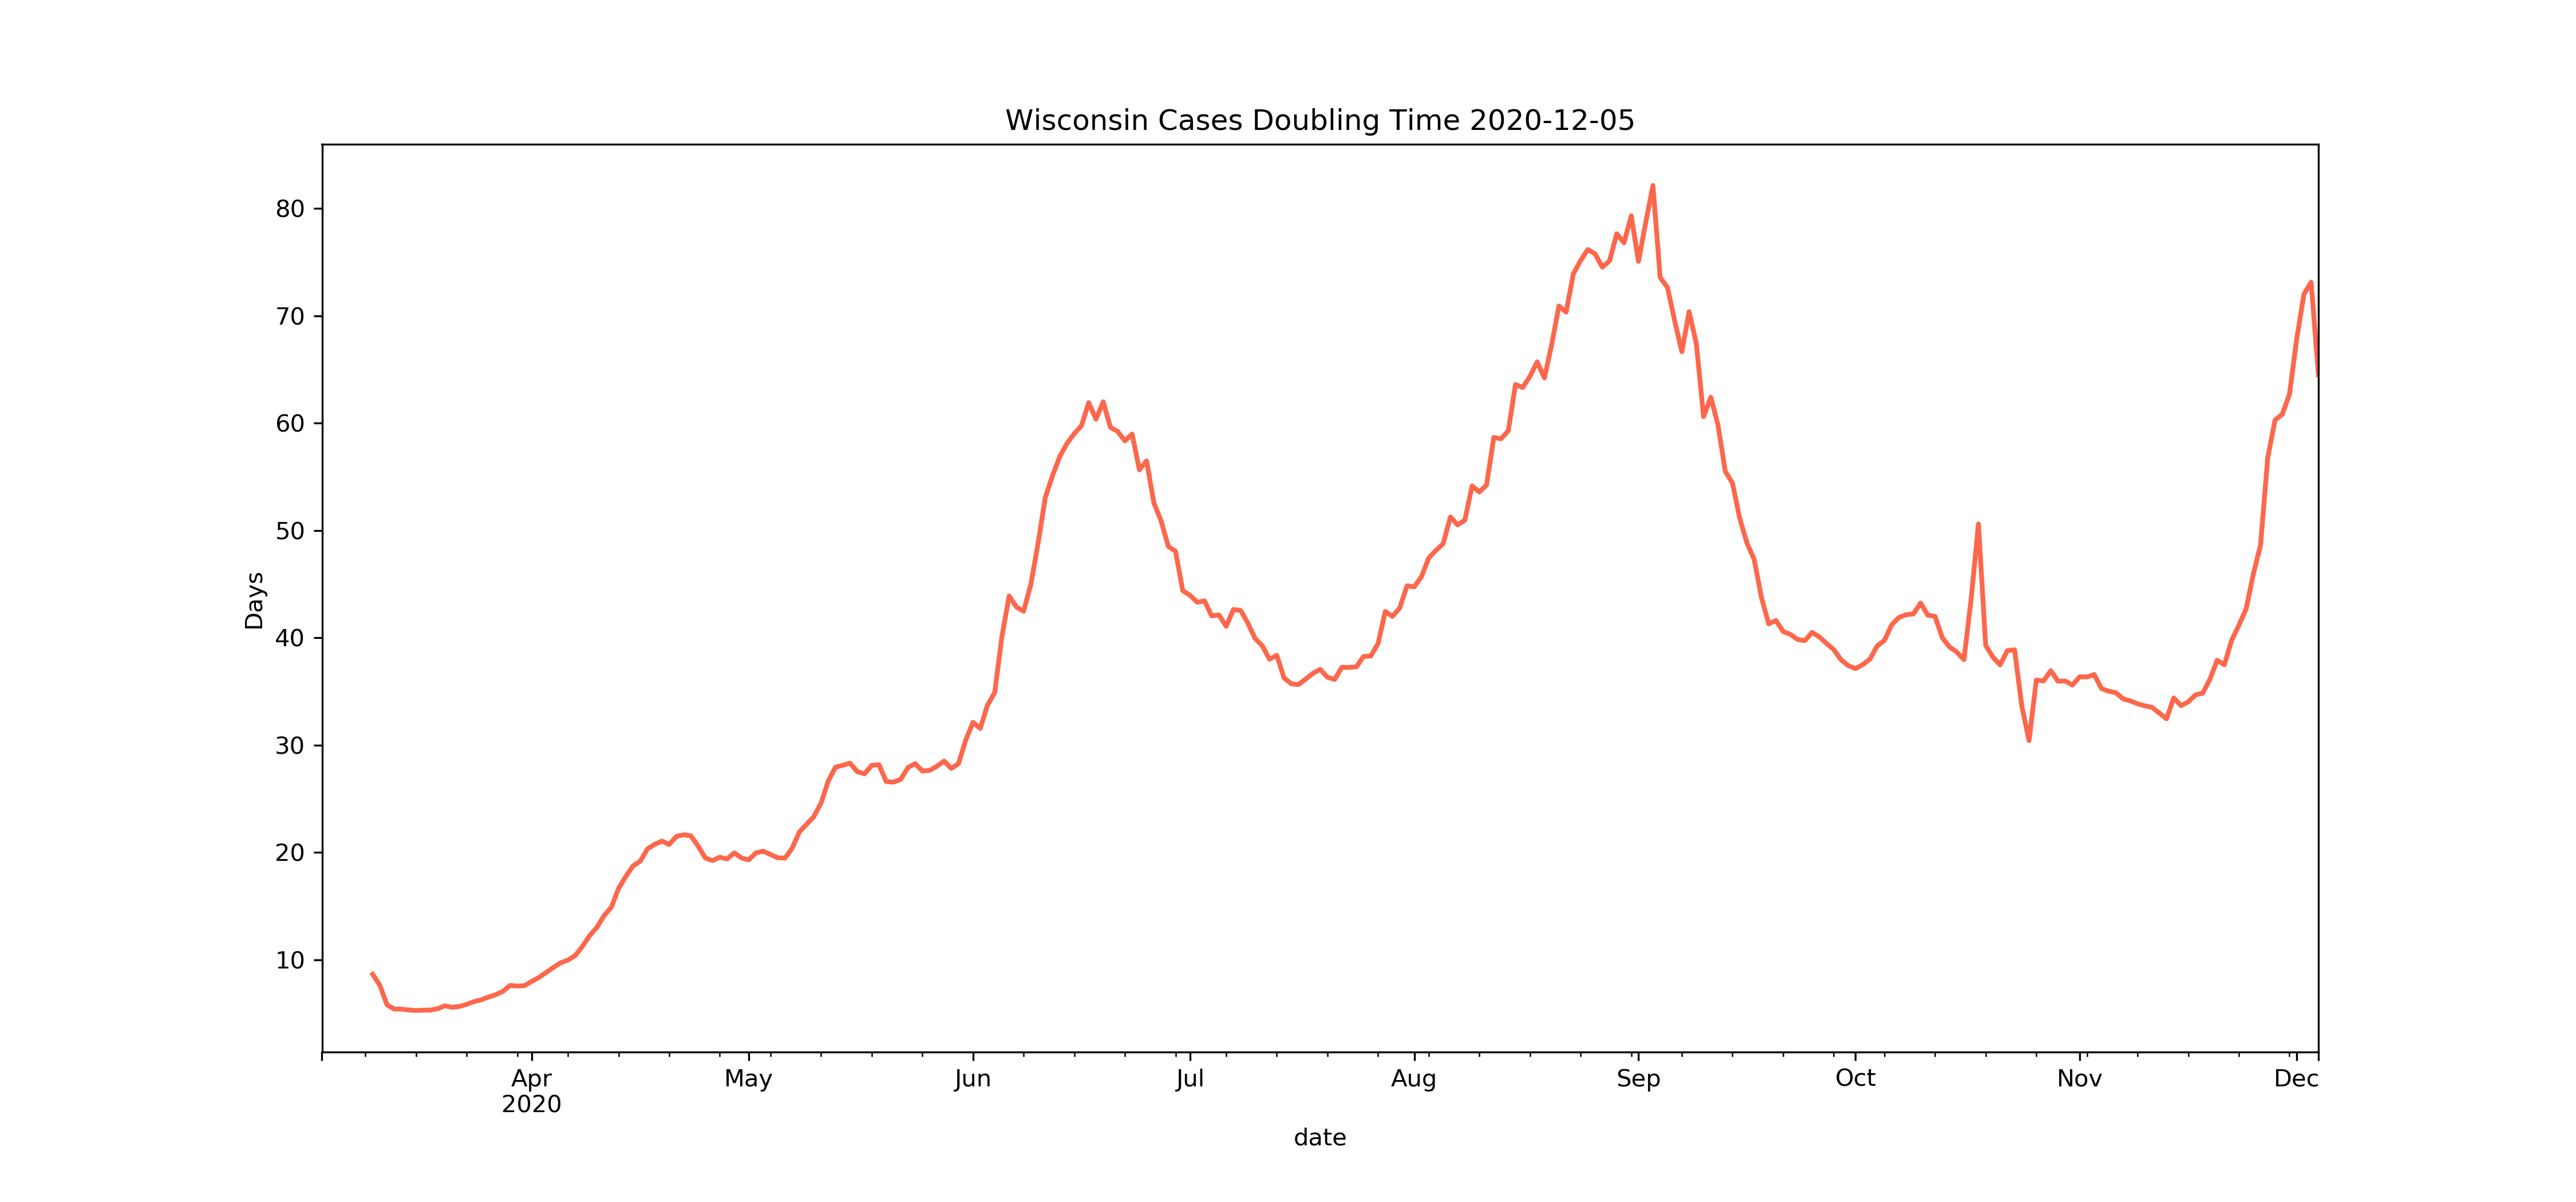 Wisconsin Cases Doubling Time 2020-12-05
80
70
60
50
40
30
20
10
Days
Apr May Jun Jul Aug Sep Oct Nov Dec
2020
date